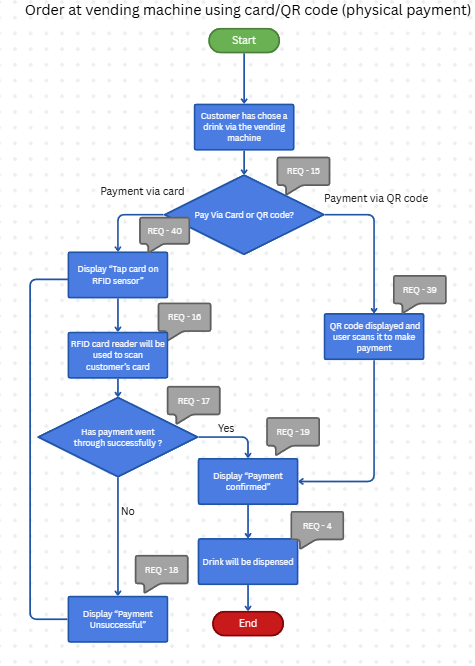 Order at vending machine using card/QR code (physical payment)
Start
Customer has chose a
drink via the vending
machine
REQ - 15
Payment via card
Payment via QR code
Pay Via Card or QR code?
REQ - 40
Display "Tap card on
RFID sensor"
REQ - 39
REQ - 16
QR code displayed and
user scans it to make
payment
RFID card reader will be
used to scan
customer's card
REQ - 17
Has payment went
through successfully ?
Yes
REQ - 19
Display "Payment
confirmed"
No
REQ - 4
Drink will be dispensed
REQ - 18
Display "Payment
Unsuccessful"
End